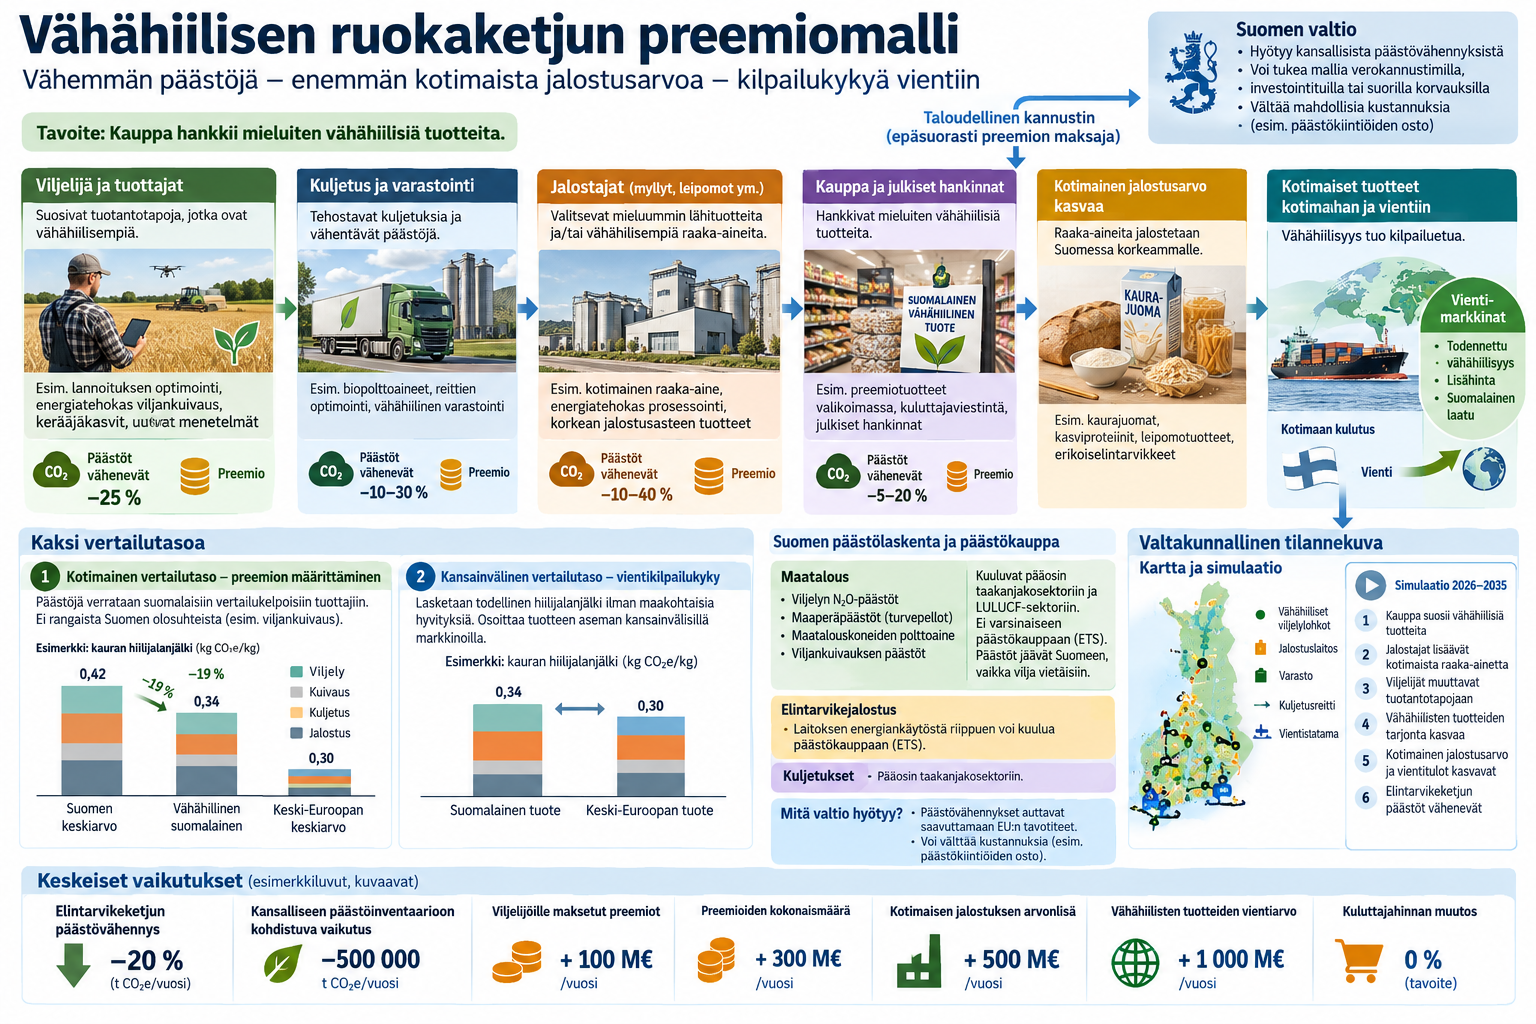 Vähähiilisen ruokaketjun preemiomalli
Vähemmän päästöjä – enemmän kotimaista jalostusarvoa – kilpailukykyä vientiin
Tavoite: Kauppa hankkii mieluiten vähähiilisiä tuotteita.
Taloudellinen kannustin
(epäsuorasti preemion maksaja)
Suomen valtio
• Hyötyy kansallisista päästövähennyksistä
• Voi tukea mallia verokannustimilla,
• investointituilla tai suorilla korvauksilla
• Vältää mahdollisia kustannuksia
• (esim. päästökiintiöiden osto)
Viljelijä ja tuottajat
Suosivat tuotantotapoja, jotka ovat
vähähiilisempiä.
Esim. lannoituksen optimointi,
energiatehokas viljankuivaus,
kerääjäkasvit, menetelmät
CO₂
Päästöt
vähenevät
–25 %
Preemio
Kuljetus ja varastointi
Tehostavat kuljetuksia ja
vähentävät päästöjä.
Esim. biopolttoaineet, reittien
optimointi, vähähiilinen varastointi
CO₂
Päästöt
vähenevät
–10–30 %
Preemio
Jalostajat (myllyt, leipomot ym.)
Valitsevat mieluummin lähituotteita
ja/tai vähähilisempiä raaka-aineita.
Esim. kotimainen raaka-aine,
energiatehokas prosessointi,
korkean jalostusasteen tuotteet
CO₂
Päästöt
vähenevät
–10–40 %
Preemio
Kauppa ja julkiset hankinnat
Hankkivat mieluiten vähähiilisiä
tuotteita.
SUOMALAINEN
VÄHÄHIILINEN
TUOTE
Esim. preemiotuotteet
valikoimassa, kuluttajaviestintä,
julkiset hankinnat
CO₂
Päästöt
vähenevät
–5–20 %
Preemio
Kotimainen jalostusarvo
kasvaa
Raaka-aineita jalostetaan
Suomessa korkeammalle.
KAURA-
JUOMA
Esim. kaurajuomat,
kasviproteiinit, leipomotuotteet,
erikoiselintarvikkeet
Kotimaiset tuotteet
kotimaihan ja vientiin
Vähähiilisyys tuo kilpailuetua.
Vienti-
markkinat
• Todennettu
• vähähiilisyys
• Lisähinta
• Suomalainen
laatu
Kotimaan kulutus
Vienti
Kaksi vertailutasoa
1 Kotimainen vertailutaso – preemion määrittäminen
Päästöjä verrataan suomalaisiin vertailukelpoisiin tuottajiin.
Ei rangaista Suomen olosuhteista (esim. viljankuivaus).
Esimerkki: kauran hiilijalanjälki (kg CO₂e/kg)
0,42
–19 %
–19 %
0,34
0,30
Viljely
Kuivaus
Kuljetus
Jalostus
Suomen
keskiarvo
Vähähillinen
suomalainen
Keski-Euroopan
keskiarvo
2 Kansainvälinen vertailutaso – vientikilpailukyky
Lasketaan todellinen hiilijalanjälki ilman maakohtaisia
hyvityksiä. Osoittaa tuotteen aseman kansainvälisillä
markkinoilla.
Esimerkki: kauran hiilijalanjälki (kg CO₂e/kg)
0,34
0,30
Suomalainen tuote
Keski-Euroopan tuote
Suomen päästölaskenta ja päästökauppa
Maatalous
• Viljelyn N₂O-päästöt
• Maaperäpäästöt (turvepellot)
• Maatalouskoneiden polttoaine
• Viljankuivauksen päästöt
Kuuluvat pääosin
taakanjakosektoriin ja
LULUCF-sektoriin.
Ei varsinaiseen
päästökauppaan (ETS).
Päästöt jäävät Suomeen,
vaikka vilja vietäisiin.
Elintarvikejalostus
• Laitoksen energiankäytöstä riippuen voi kuulua
päästökauppaan (ETS).
Kuljetukset • Pääosin taakanjakosektoriin.
Mitä valtio hyötyy?
• Päästövähennykset auttavat
saavuttamaan EU:n tavotiteet.
• Voi välttää kustannuksia (esim.
päästökiintiöiden osto).
Valtakunnallinen tilannekuva
Kartta ja simulaatio
Vähähiiliset
viljelylohkot
Jalostuslaitos
Varasto
Kuljetusreitti
Vientistatama
Simulaatio 2026–2035
1 Kauppa suosii vähähiilisiä
tuotteita
2 Jalostajat lisäävät
kotimaista raaka-ainetta
3 Viljelijät muuttavat
tuotantotapojaan
4 Vähähiilisten tuotteiden
tarjonta kasvaa
5 Kotimainen jalostusarvo
ja vientitulot kasvavat
6 Elintarvikeketjun
päästöt vähenevät
Keskeiset vaikutukset (esimerkkiluvut, kuvaavat)
Elintarvikeketjun
päästövähennys
–20 %
(t CO₂e/vuosi)
Kansalliseen päästöinventaarioon
kohdistuva vaikutus
–500 000
t CO₂e/vuosi
Viljelijöille maksetut preemiot
+ 100 M€
/vuosi
Preemioiden kokonaismäärä
+ 300 M€
/vuosi
Kotimaisen jalostuksen arvonlisä
+ 500 M€
/vuosi
Vähähiilisten tuotteiden vientiarvo
+ 1 000 M€
/vuosi
Kuluttajahinnan muutos
0 %
(tavoite)